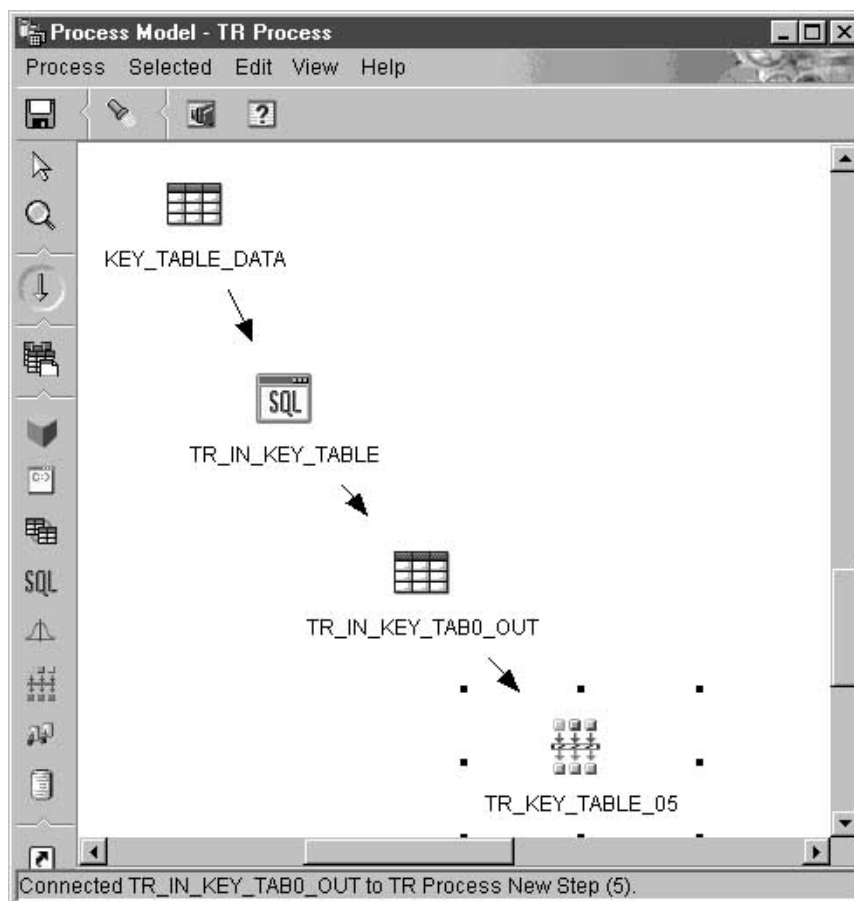 Process Model - TR Process
Process Selected Edit View Help
KEY_TABLE_DATA
SQL
TR_IN_KEY_TABLE
TR_IN_KEY_TAB0_OUT
SQL
TR_KEY_TABLE_05
Connected TR_IN_KEY_TAB0_OUT to TR Process New Step (5).